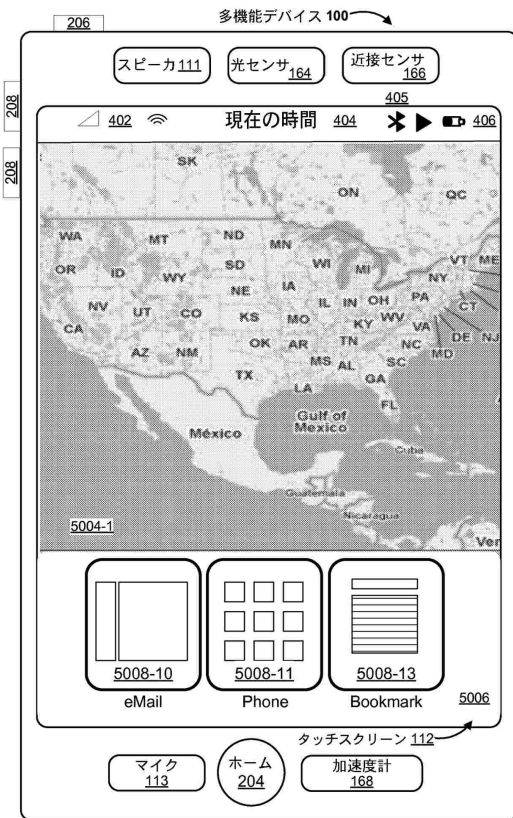 多機能デバイス 100
206
スピーカ 111
光センサ 164
近接センサ 166
208
208
402
現在の時間 404
405
406
SK
ON
QC
WA
MT
ND
MN
VT
ME
OR
ID
SD
WI
MI
NY
WY
NE
IA
NV
UT
CO
IL
IN
OH
PA
CT
CA
KS
MO
KY
WV
VA
DE
NJ
AZ
NM
OK
AR
TN
NC
MD
MS
AL
SC
TX
GA
LA
FL
Gulf of
Mexico
México
Cuba
Guatemala
Nicaragua
5004-1
Ver
5008-10
5008-11
5008-13
eMail
Phone
Bookmark
5006
タッチスクリーン 112
マイク 113
ホーム 204
加速度計 168